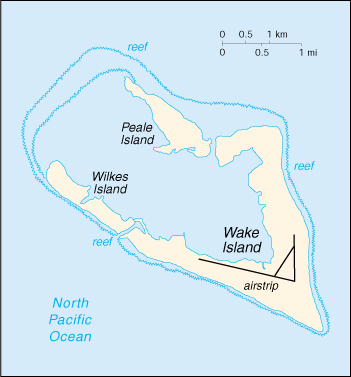 reef
0 0.5 1 km
0 0.5 1 mi
Peale
Island
reef
Wilkes
Island
Wake
Island
reef
airstrip
North
Pacific
Ocean